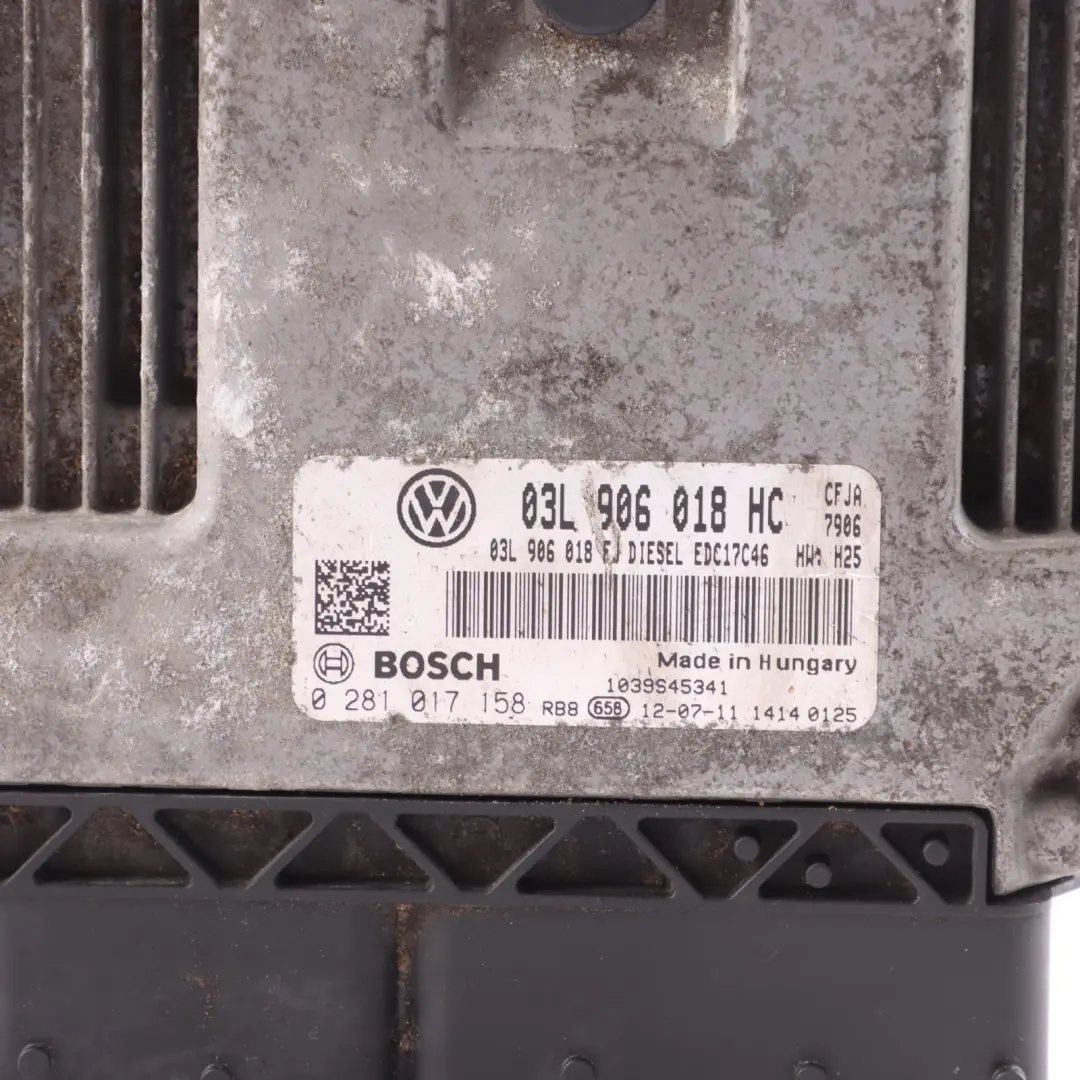 03L 906 018 HC
CFJA
7906
03L 906 018 FJ DIESEL EDC17C46 HW: H25
BOSCH
Made in Hungary
1039S45341
0 281 017 158 RB8 65B 12-07-11 1414 0125